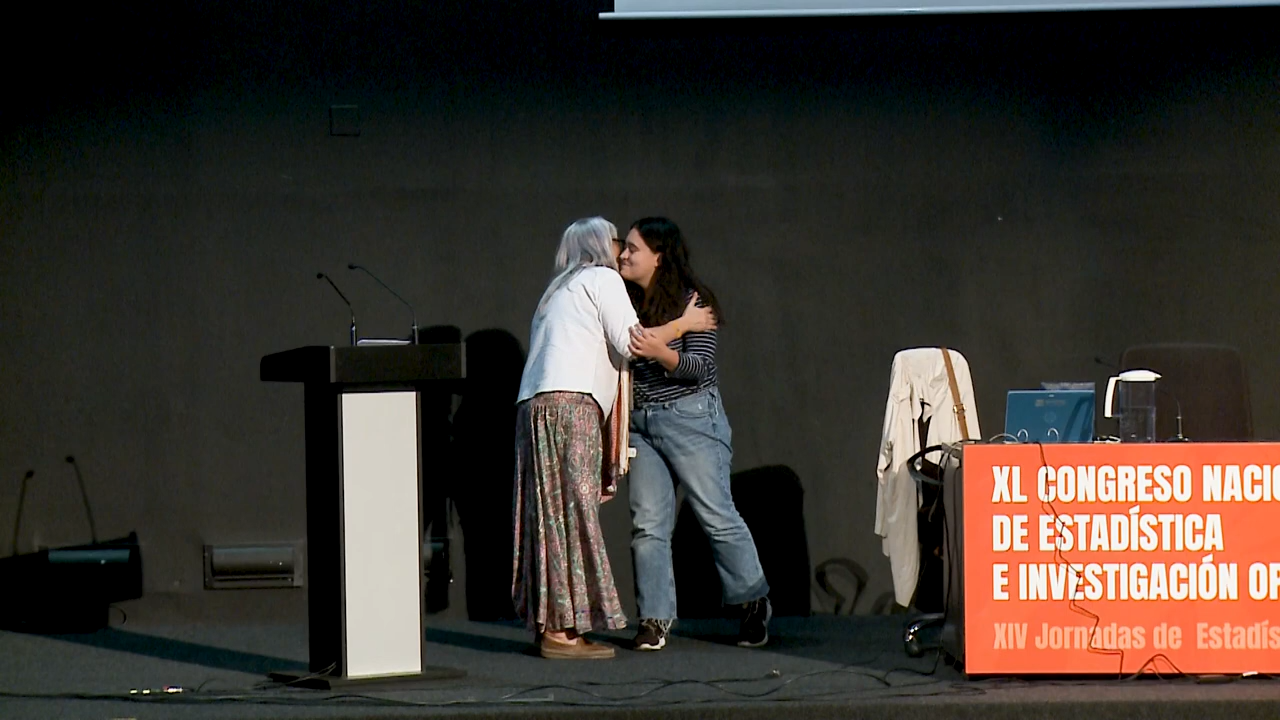 XL CONGRESO NACIO
DE ESTADÍSTICA
E INVESTIGACIÓN OP
XIV Jornadas de Estadís